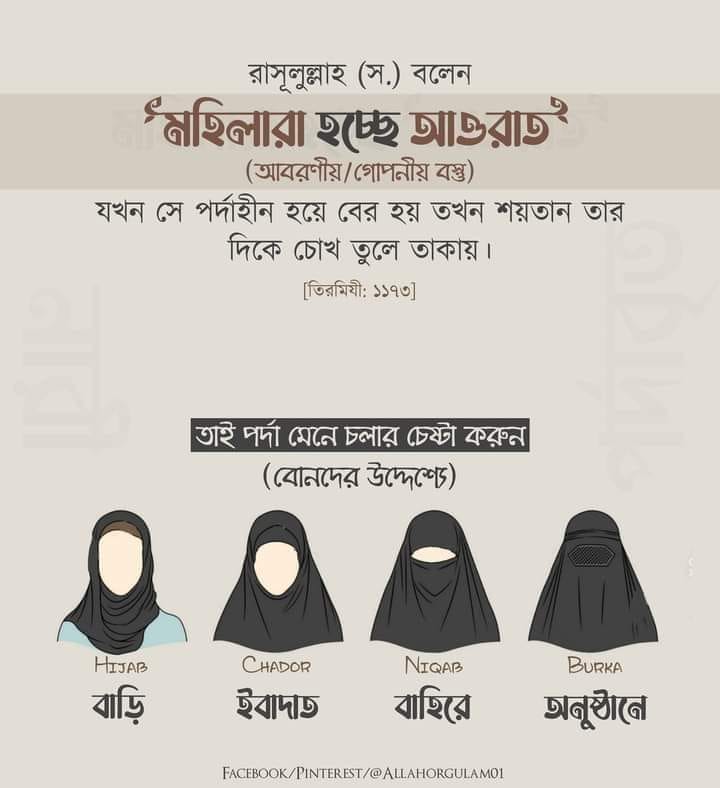 রাসূলুল্লাহ (স.) বলেন
'মহিলারা হচ্ছে আওরাত'
(আবরণীয়/গোপনীয় বস্তু)
যখন সে পর্দাহীন হয়ে বের হয় তখন শয়তান তার
দিকে চোখ তুলে তাকায়।
[তিরমিযী: ১১৭৩]
নারী
পর্দাবৃত
তাই পর্দা মেনে চলার চেষ্টা করুন
(বোনদের উদ্দেশ্যে)
HIJAB CHADOR NIQAB BURKA
বাড়ি ইবাদাত বাহিরে অনুষ্ঠানে
FACEBOOK/PINTEREST/@ALLAHORGULAM01